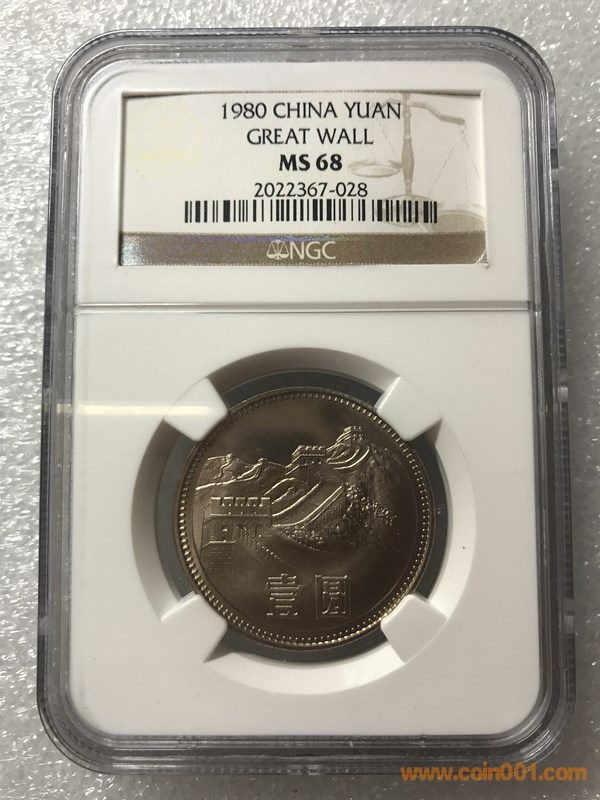 1980 CHINA YUAN
GREAT WALL
MS 68
2022367-028
NGC
壹圆
www.coin001.com